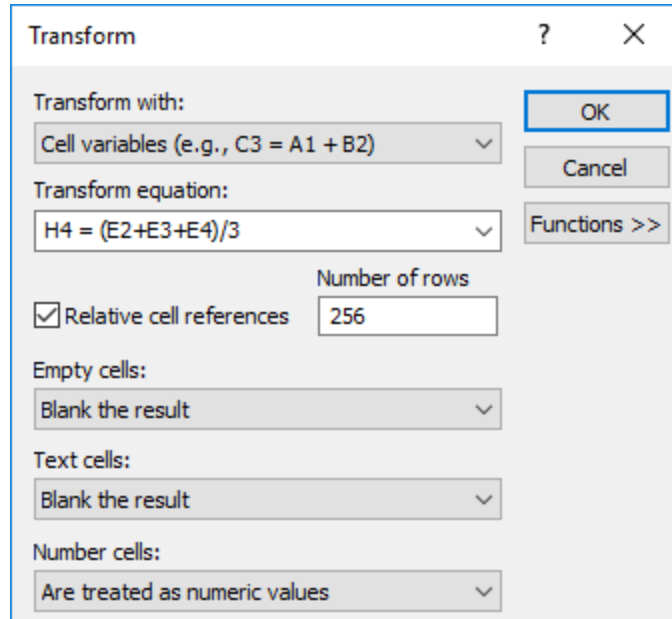 Transform
?
Transform with:
Cell variables (e.g., C3 = A1 + B2)
OK
Cancel
Transform equation:
H4 = (E2+E3+E4)/3
Functions >>
Number of rows
Relative cell references
256
Empty cells:
Blank the result
Text cells:
Blank the result
Number cells:
Are treated as numeric values